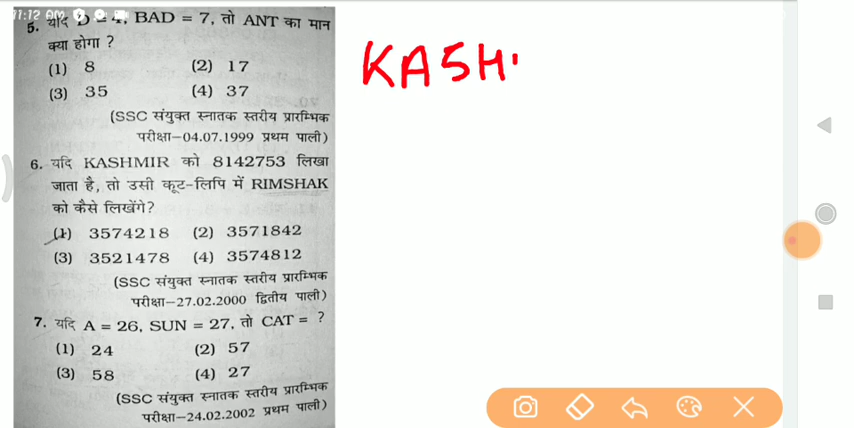 11:12 AM
5. यदि D = 4, BAD = 7, तो ANT का मान
क्या होगा ?
(1) 8 (2) 17
(3) 35 (4) 37
(SSC संयुक्त स्नातक स्तरीय प्रारम्भिक
परीक्षा–04.07.1999 प्रथम पाली)
6. यदि KASHMIR को 8142753 लिखा
जाता है, तो उसी कूट-लिपि में RIMSHAK
को कैसे लिखेंगे?
(1) 3574218 (2) 3571842
(3) 3521478 (4) 3574812
(SSC संयुक्त स्नातक स्तरीय प्रारम्भिक
परीक्षा–27.02.2000 द्वितीय पाली)
7. यदि A = 26, SUN = 27, तो CAT = ?
(1) 24 (2) 57
(3) 58 (4) 27
(SSC संयुक्त स्नातक स्तरीय प्रारम्भिक
परीक्षा–24.02.2002 प्रथम पाली)
KASH